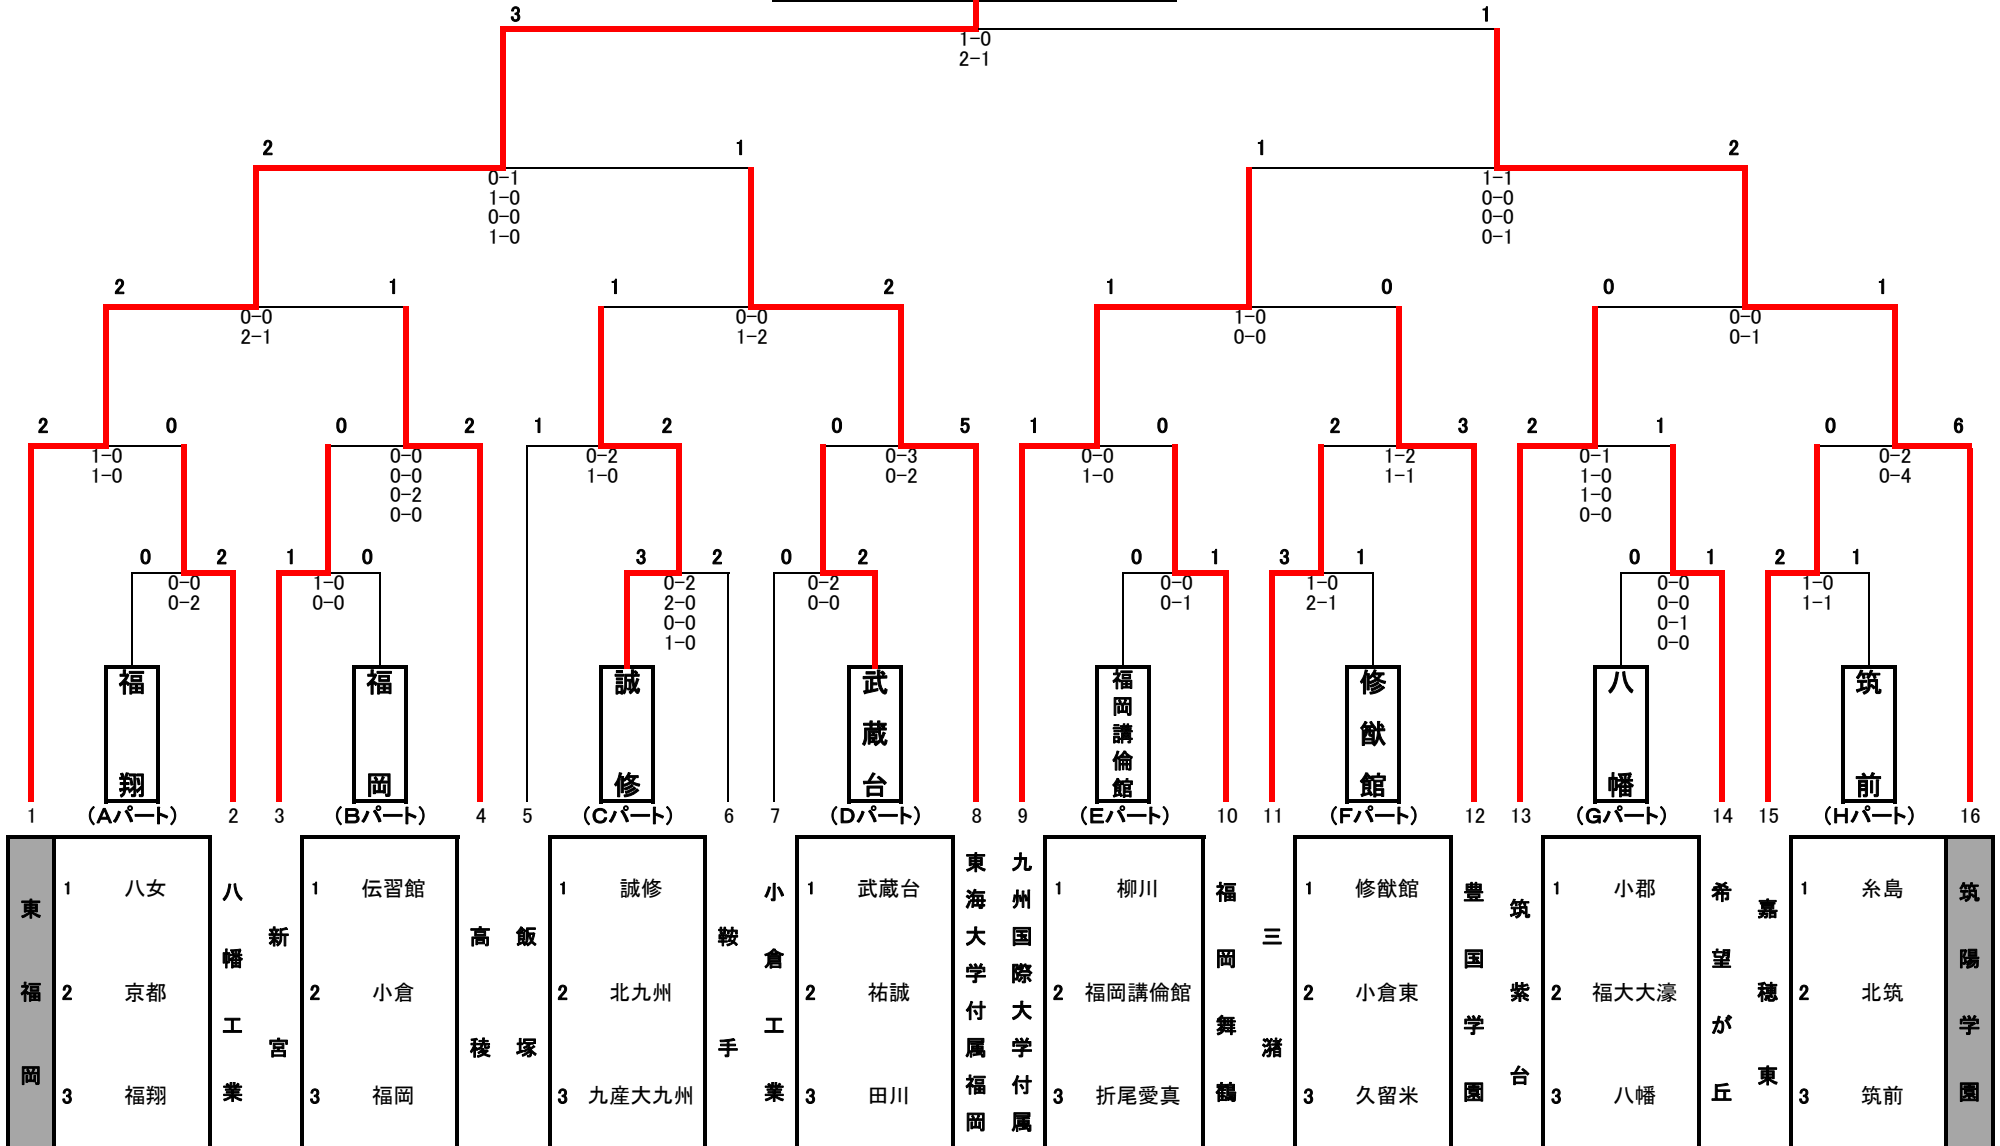 3 1
1-0
2-1
2 1 1 2
0-1 1-1
1-0 0-0
0-0 0-0
1-0 0-1
2 1 1 2 1 0 0 1
0-0 0-0 1-0 0-0
2-1 1-2 0-0 0-1
2 0 0 2 1 2 0 5 1 0 2 3 2 1 0 6
1-0 0-0 0-2 0-3 0-0 1-2 0-1 0-2
1-0 0-0 1-0 0-2 1-0 1-1 1-0 0-4
0-2 1-0
0-0 0-0
0 2 1 0 3 2 0 2 0 1 3 1 0 1 2 1
0-0 1-0 0-2 0-2 0-0 1-0 0-0 1-0
0-2 0-0 2-0 0-0 0-1 2-1 0-0 1-1
0-0 0-1
1-0 0-0
福翔 福岡 誠修 武蔵台 福岡講倫館 修猷館 八幡 筑前
1 (Aパート) 2 3 (Bパート) 4 5 (Cパート) 6 7 (Dパート) 8 9 (Eパート) 10 11 (Fパート) 12 13 (Gパート) 14 15 (Hパート) 16
東福岡
1 八女
2 京都
3 福翔
八幡工業
新宮
1 伝習館
2 小倉
3 福岡
高稜
飯塚
1 誠修
2 北九州
3 九産大九州
鞍手
小倉工業
1 武蔵台
2 祐誠
3 田川
東海大学付属福岡
九州国際大学付属
1 柳川
2 福岡講倫館
3 折尾愛真
福岡舞鶴
三潴
1 修猷館
2 小倉東
3 久留米
豊国学園
筑紫台
1 小郡
2 福大大濠
3 八幡
希望が丘
嘉穂東
1 糸島
2 北筑
3 筑前
筑陽学園